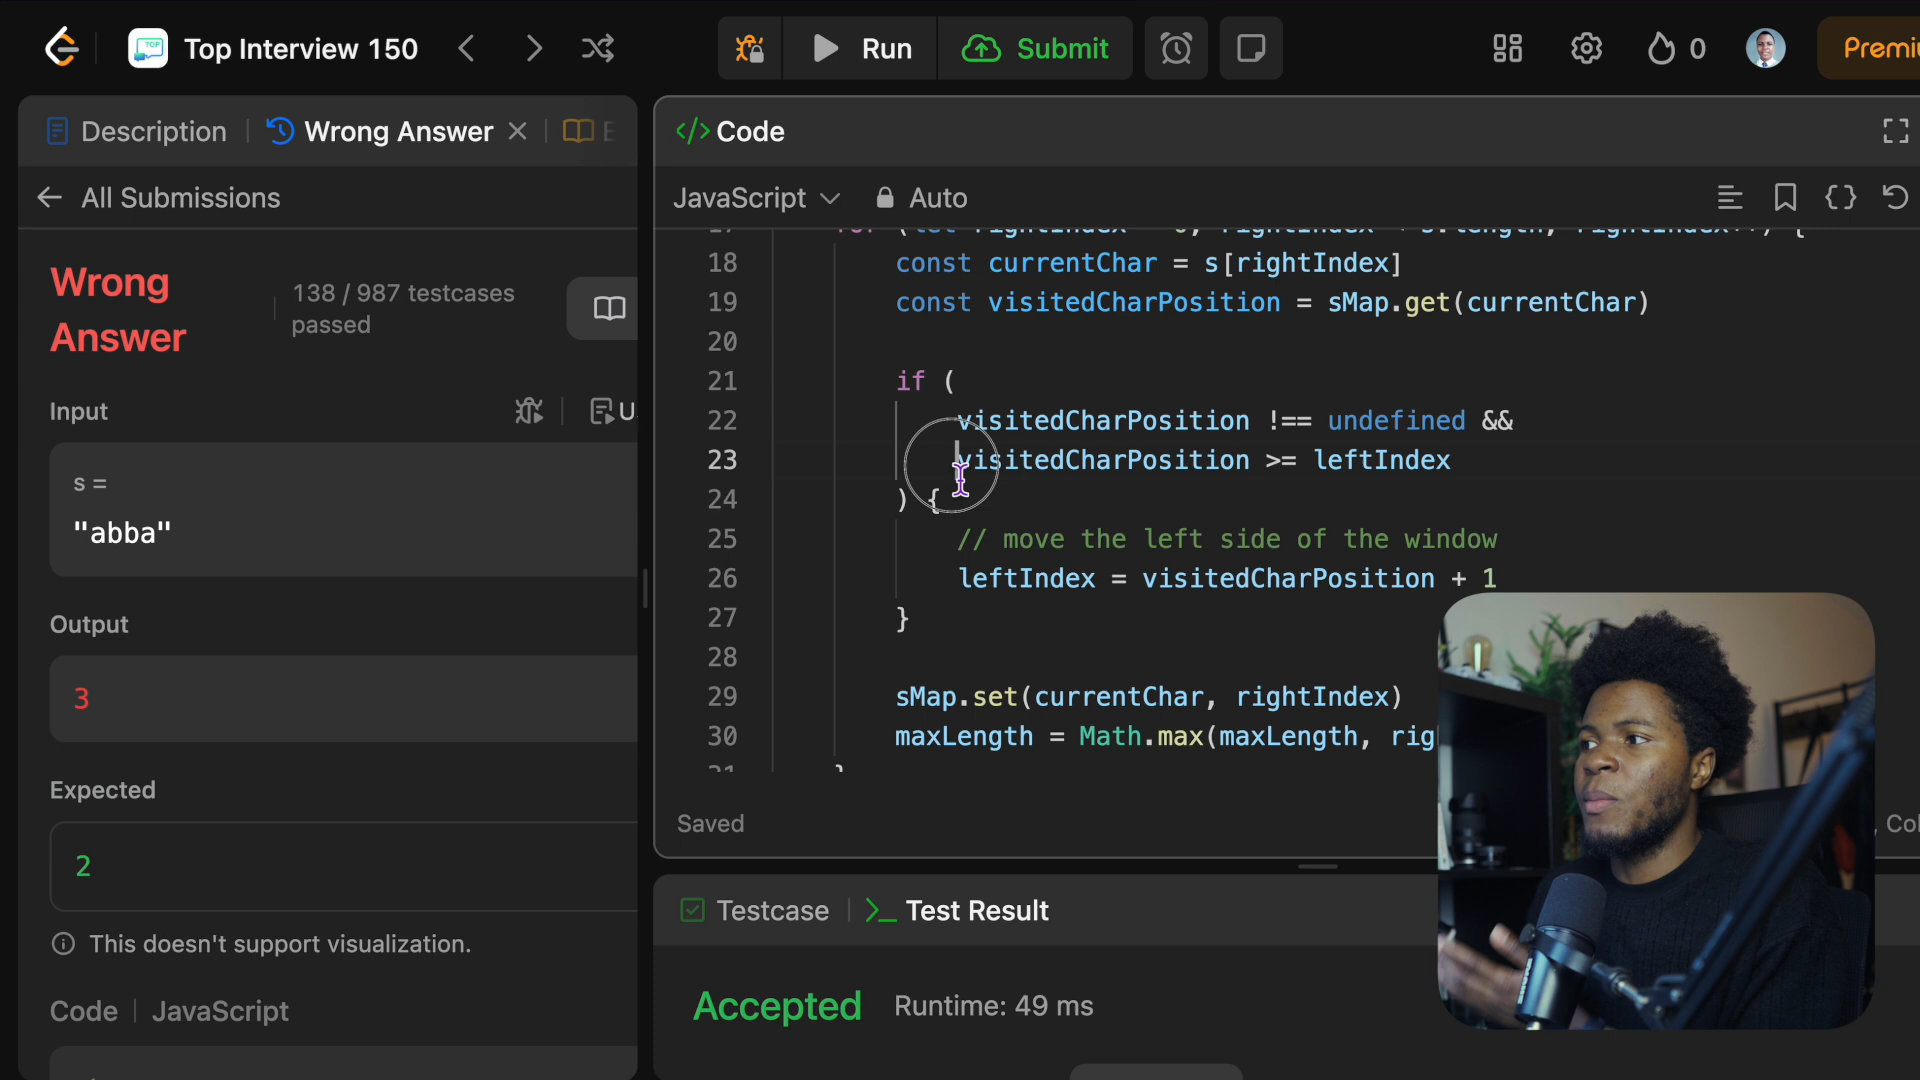 TOP
Top Interview 150
Run
Submit
0
Description
Wrong Answer
</> Code
All Submissions
JavaScript
Auto
Wrong
Answer
138 / 987 testcases
passed
Input
s =
"abba"
Output
3
Expected
2
This doesn't support visualization.
Code
JavaScript
18 const currentChar = s[rightIndex]
19 const visitedCharPosition = sMap.get(currentChar)
20
21 if (
22 visitedCharPosition !== undefined &&
23 visitedCharPosition >= leftIndex
24 ) {
25 // move the left side of the window
26 leftIndex = visitedCharPosition + 1
27 }
28
29 sMap.set(currentChar, rightIndex)
30 maxLength = Math.max(maxLength,
Saved
Testcase
Test Result
Accepted
Runtime: 49 ms